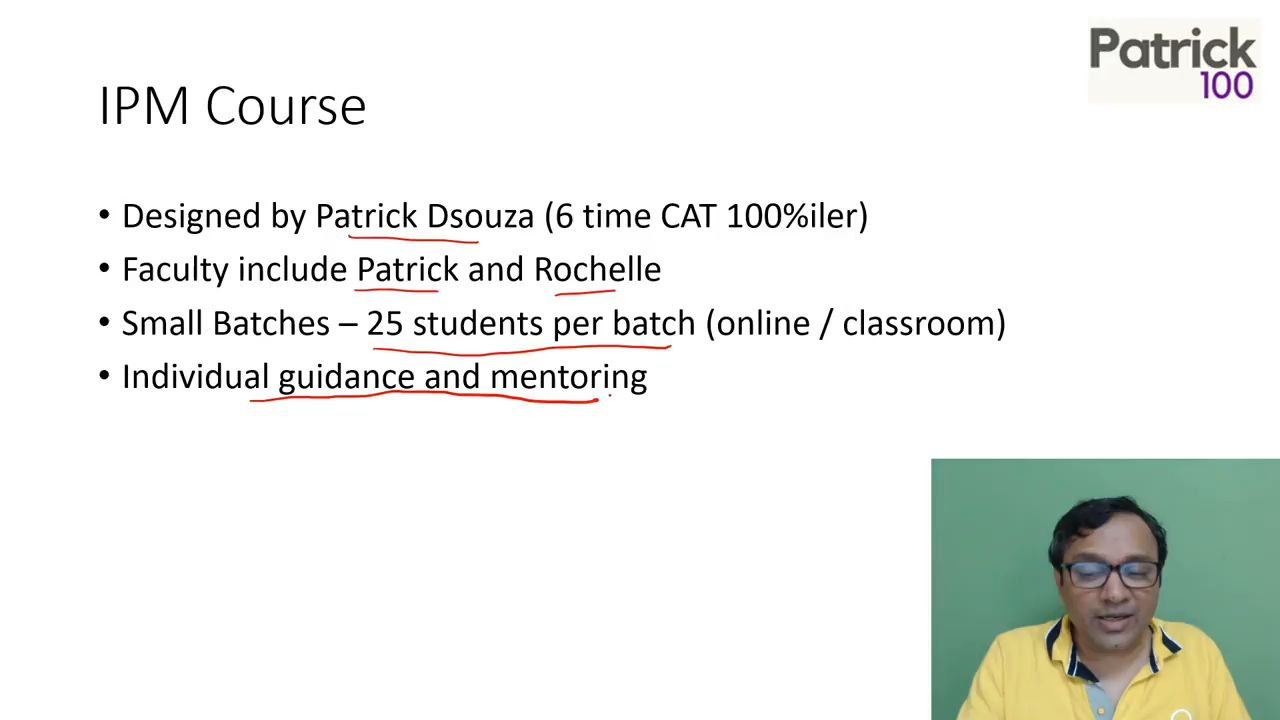 Patrick
100
IPM Course
• Designed by Patrick Dsouza (6 time CAT 100%iler)
• Faculty include Patrick and Rochelle
• Small Batches – 25 students per batch (online / classroom)
• Individual guidance and mentoring